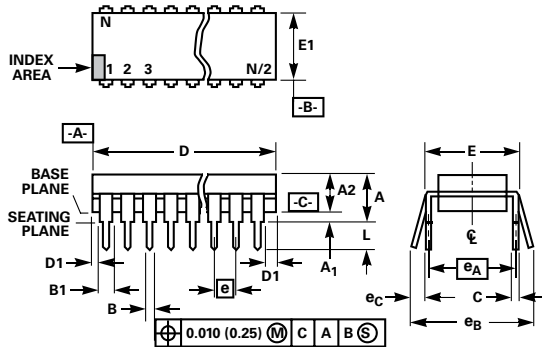 N
E1
INDEX
AREA
1 2 3 N/2
-B-
-A-
D
E
BASE
PLANE
A2
-C-
A
SEATING
PLANE
L
D1
A1
D1
B1
e
eA
B
eC
C
eB
0.010 (0.25) M C A B S